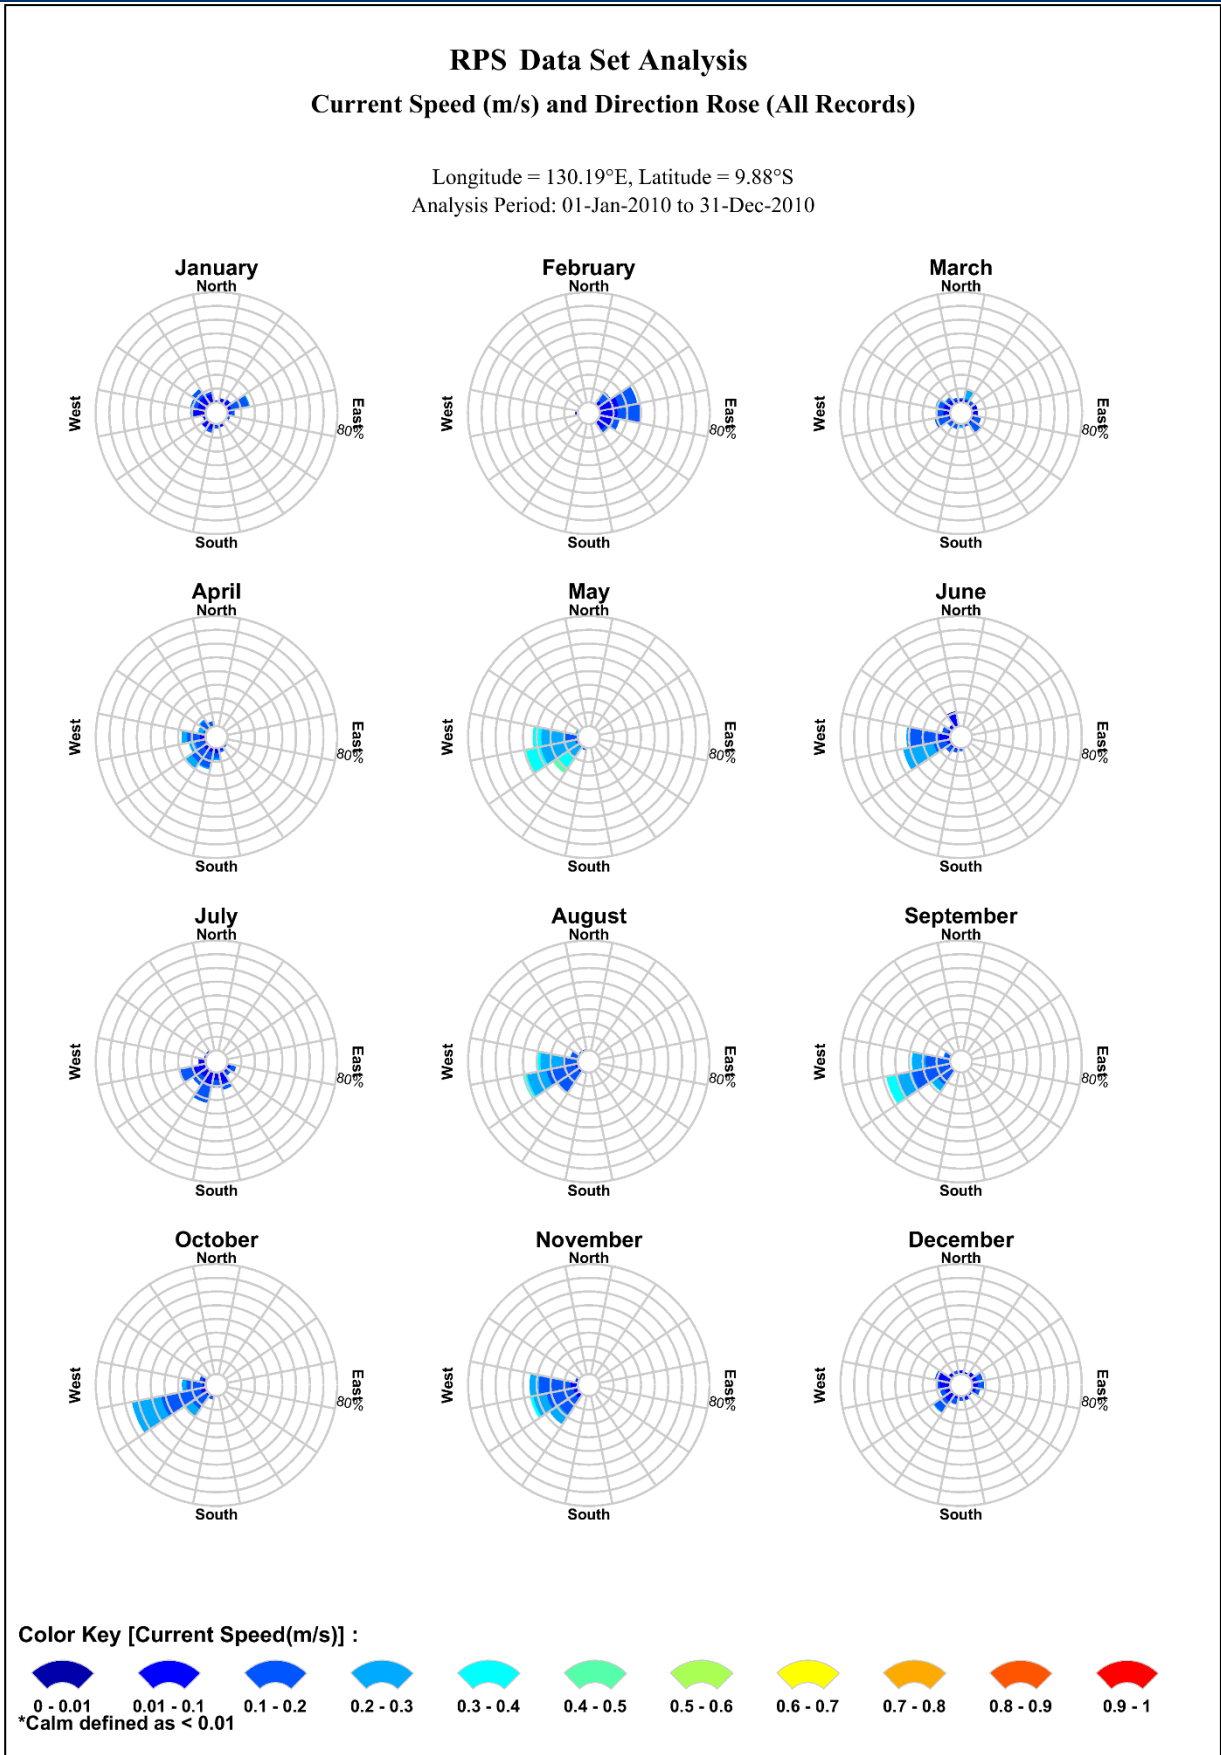 RPS Data Set Analysis
Current Speed (m/s) and Direction Rose (All Records)
Longitude = 130.19°E, Latitude = 9.88°S
Analysis Period: 01-Jan-2010 to 31-Dec-2010
January
North
West
East
80%
South
February
North
West
East
80%
South
March
North
West
East
80%
South
April
North
West
East
80%
South
May
North
West
East
80%
South
June
North
West
East
80%
South
July
North
West
East
80%
South
August
North
West
East
80%
South
September
North
West
East
80%
South
October
North
West
East
80%
South
November
North
West
East
80%
South
December
North
West
East
80%
South
Color Key [Current Speed(m/s)] :
0 - 0.01 0.01 - 0.1 0.1 - 0.2 0.2 - 0.3 0.3 - 0.4 0.4 - 0.5 0.5 - 0.6 0.6 - 0.7 0.7 - 0.8 0.8 - 0.9 0.9 - 1
*Calm defined as < 0.01